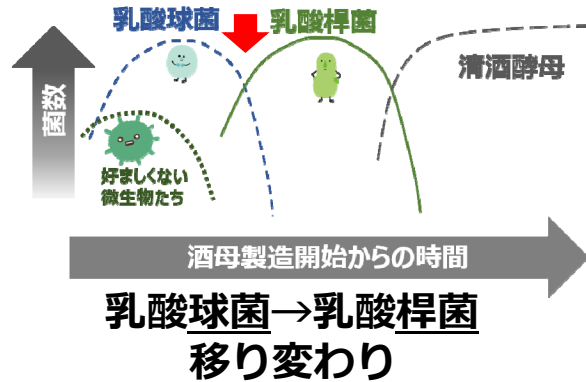 乳酸球菌
乳酸桿菌
清酒酵母
菌数
好ましくない
微生物たち
酒母製造開始からの時間
乳酸球菌→乳酸桿菌
移り変わり